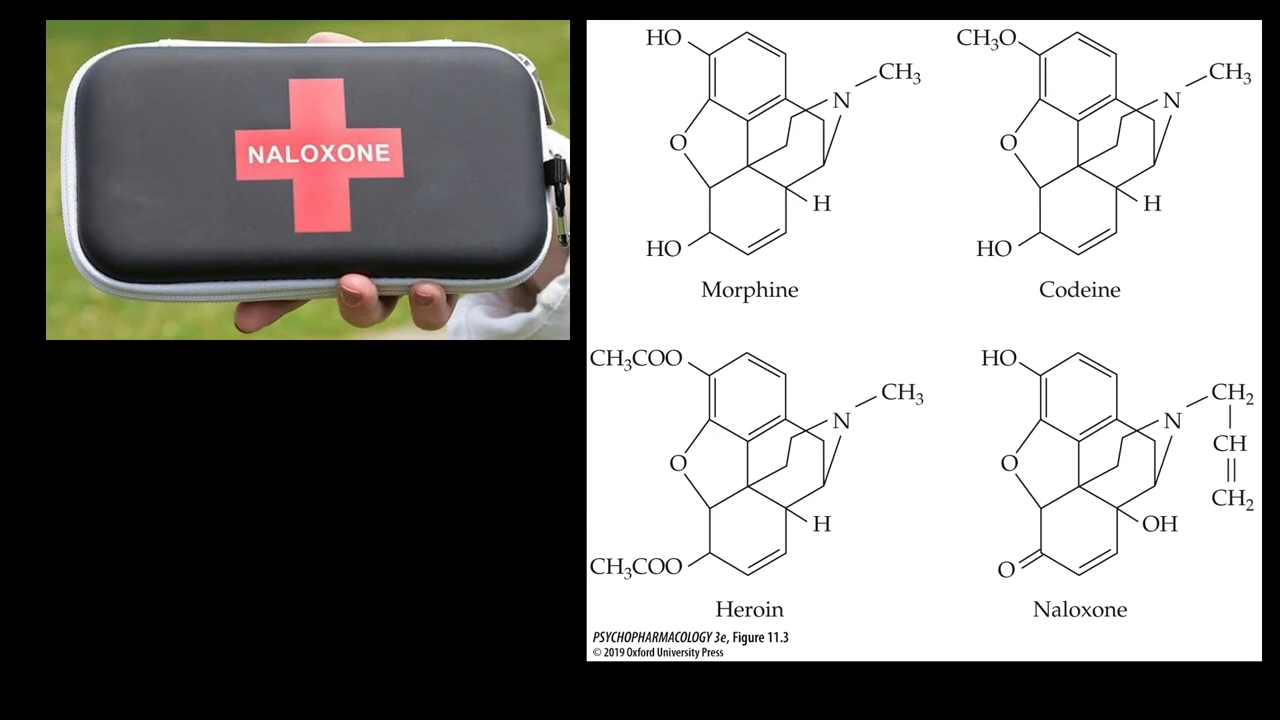 NALOXONE
HO
CH₃
N
O
H
HO
Morphine
CH₃O
CH₃
N
O
H
HO
Codeine
CH₃COO
CH₃
N
O
H
CH₃COO
Heroin
HO
CH₂
N
CH
O
CH₂
OH
O
Naloxone
PSYCHOPHARMACOLOGY 3e, Figure 11.3
© 2019 Oxford University Press